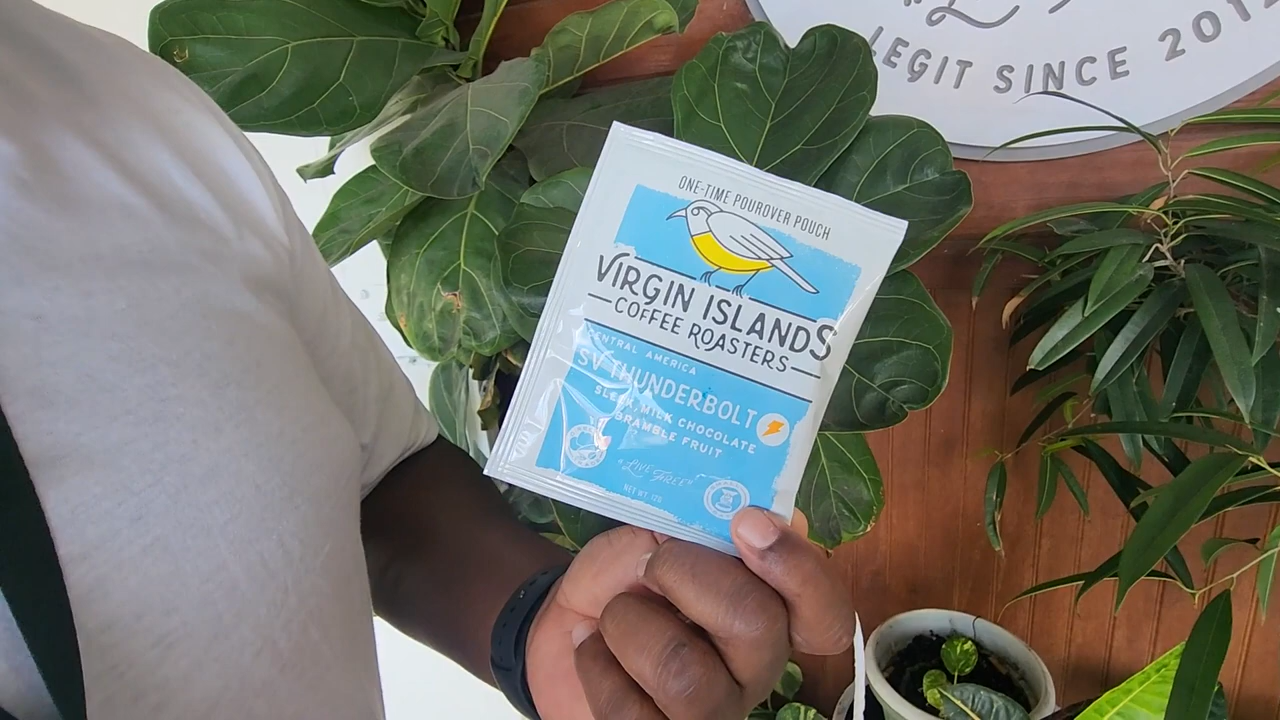 LEGIT SINCE 201
ONE-TIME POUROVER POUCH
VIRGIN ISLANDS
COFFEE ROASTERS
CENTRAL AMERICA
SV THUNDERBOLT
SLEEK, MILK CHOCOLATE
BRAMBLE FRUIT
"LIVE FREE"
NET WT. 12G